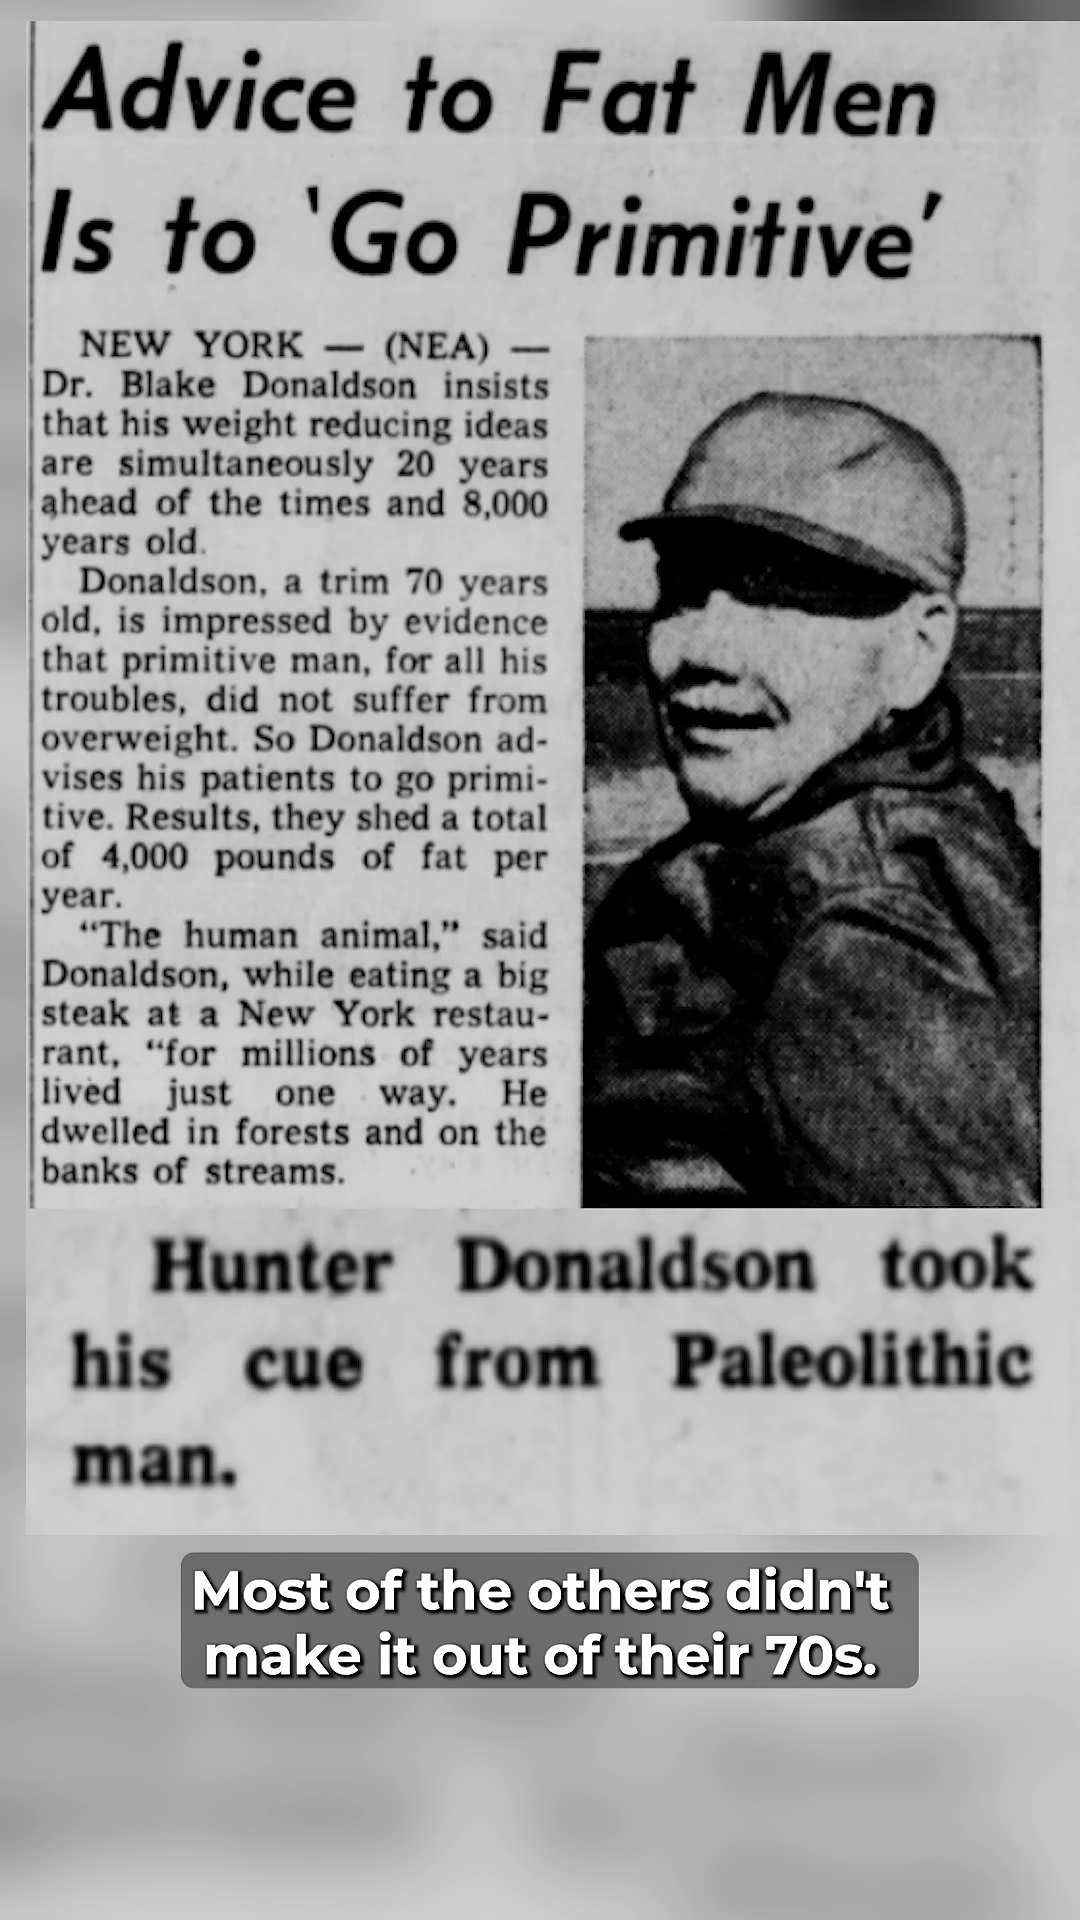 Advice to Fat Men
Is to 'Go Primitive'
NEW YORK — (NEA) —
Dr. Blake Donaldson insists
that his weight reducing ideas
are simultaneously 20 years
ahead of the times and 8,000
years old.
Donaldson, a trim 70 years
old, is impressed by evidence
that primitive man, for all his
troubles, did not suffer from
overweight. So Donaldson ad-
vises his patients to go primi-
tive. Results, they shed a total
of 4,000 pounds of fat per
year.
“The human animal,” said
Donaldson, while eating a big
steak at a New York restau-
rant, “for millions of years
lived just one way. He
dwelled in forests and on the
banks of streams.
Hunter Donaldson took
his cue from Paleolithic
man.
Most of the others didn't
make it out of their 70s.